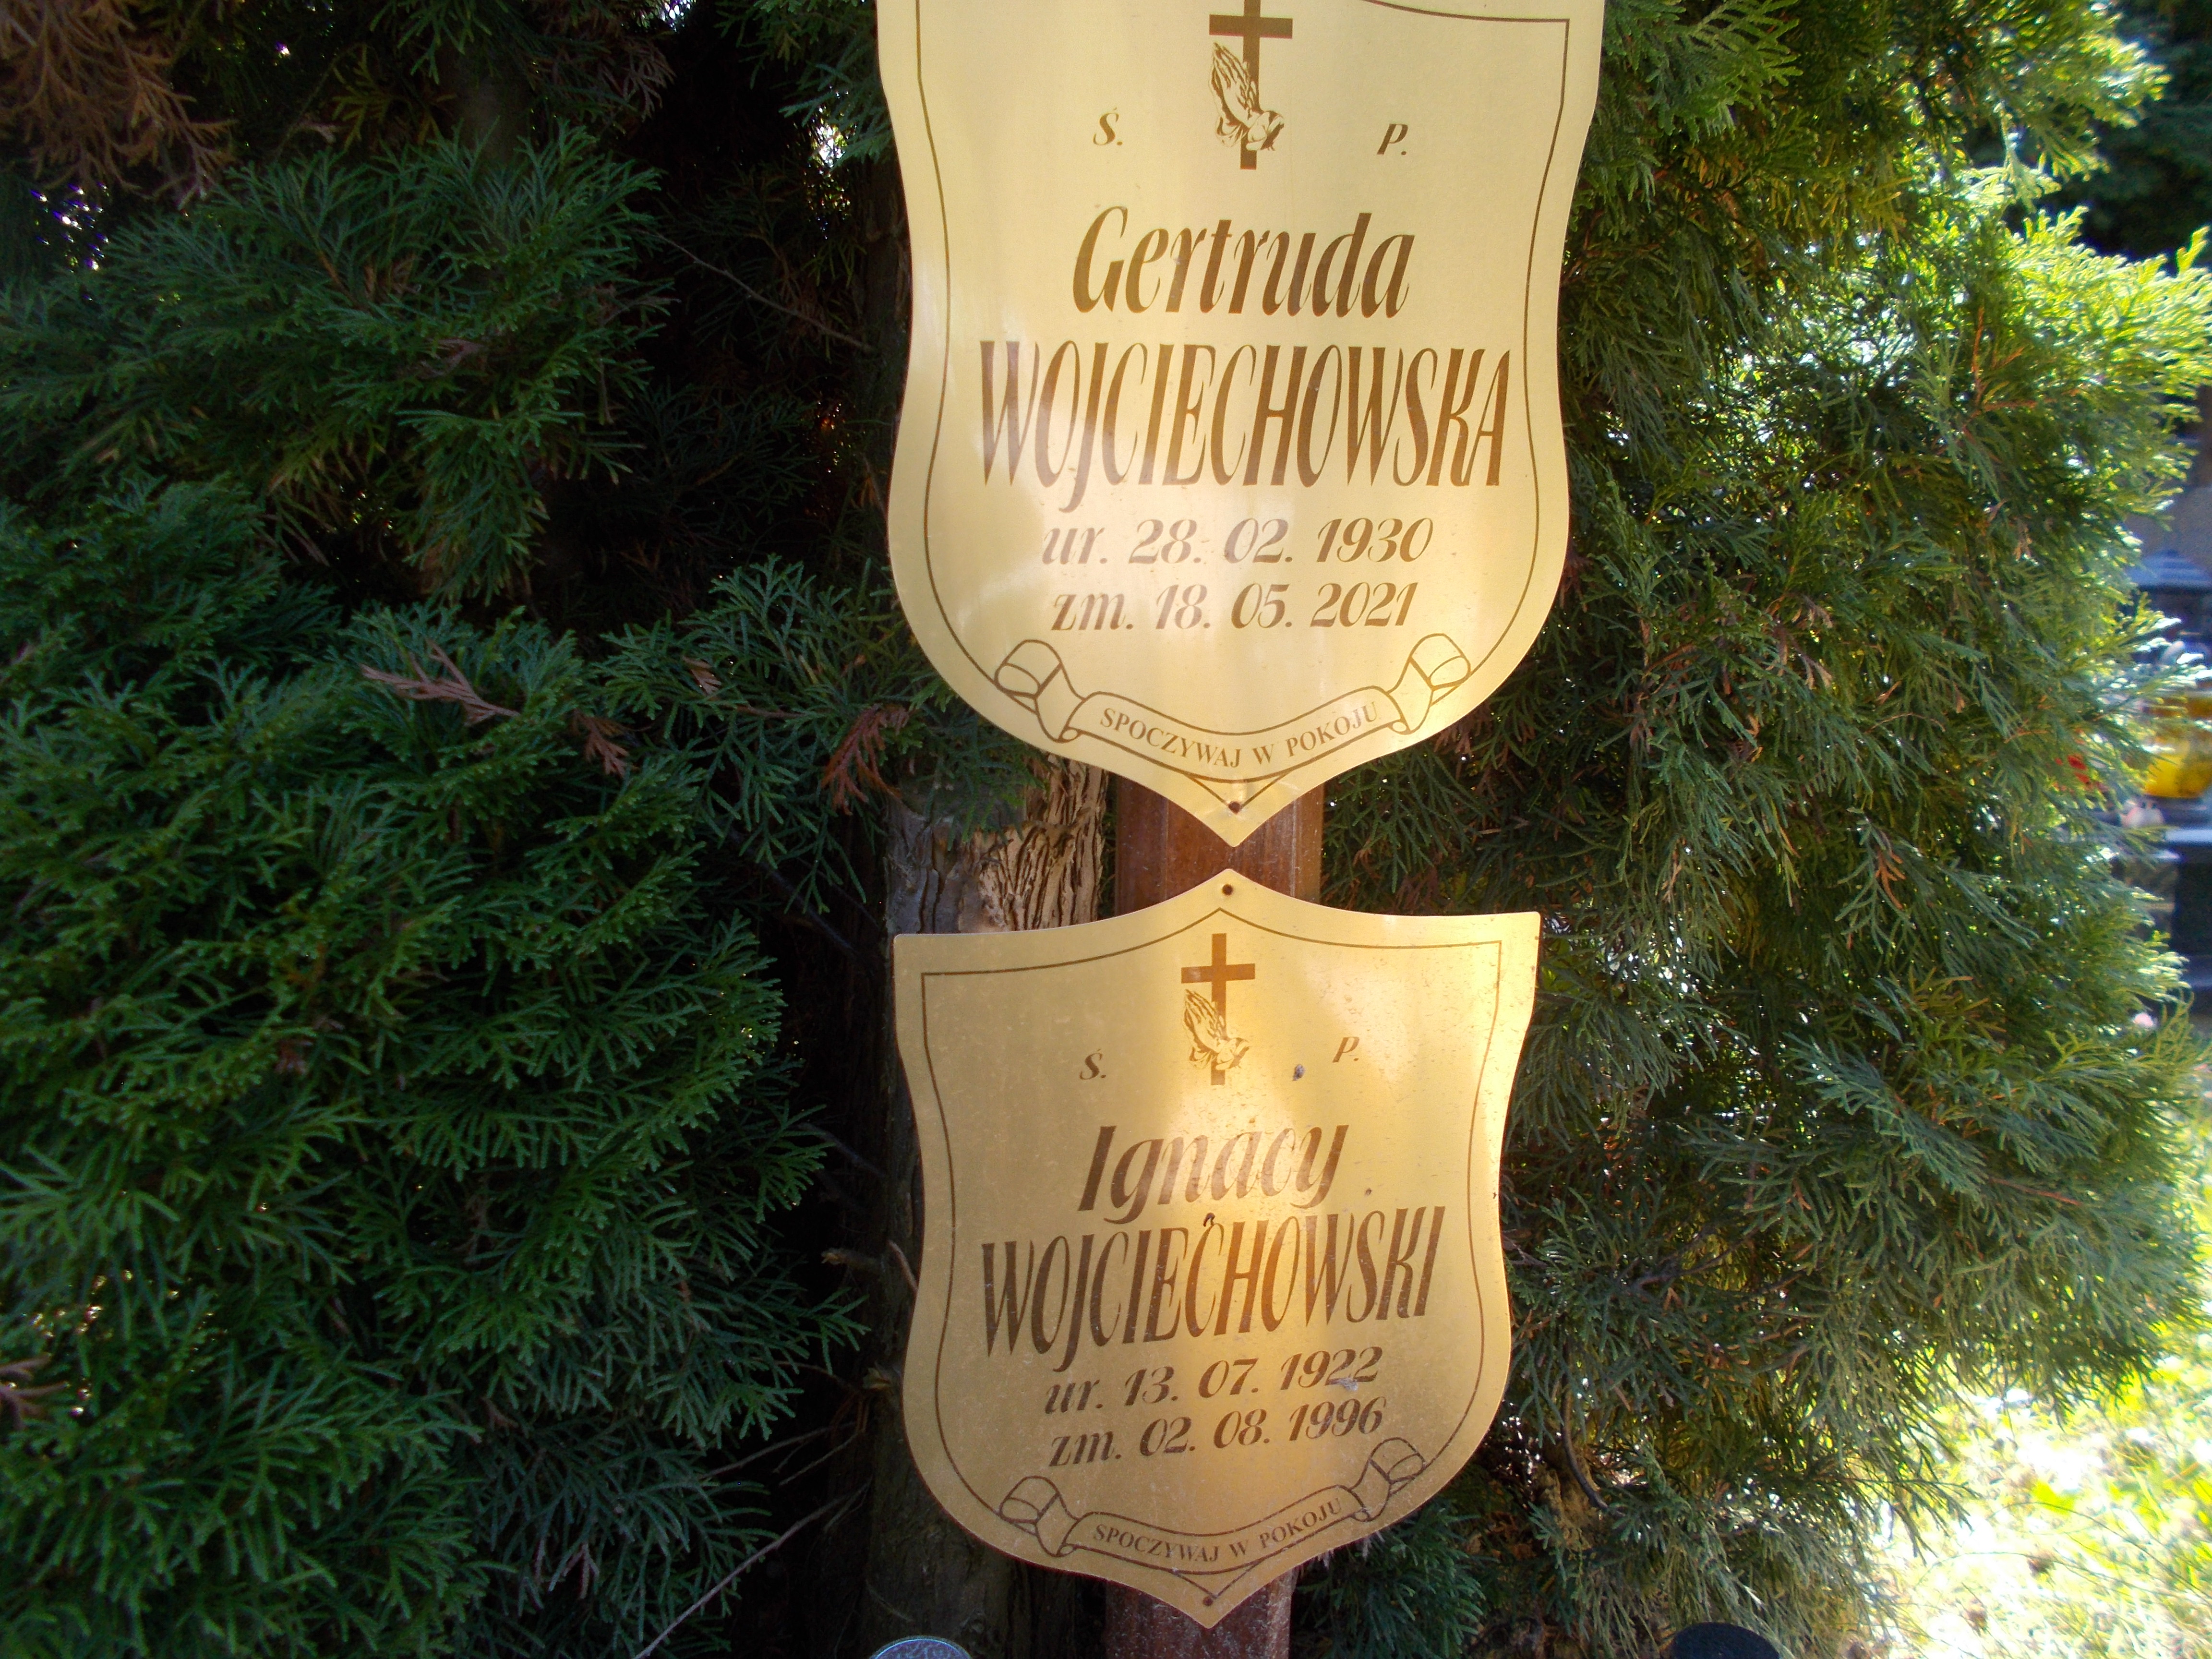 Ś. P.
Gertruda
WOJCIECHOWSKA
ur. 28. 02. 1930
zm. 18. 05. 2021
SPOCZYWAJ W POKOJU
Ś. P.
Ignacy
WOJCIECHOWSKI
ur. 13. 07. 1922
zm. 02. 08. 1996
SPOCZYWAJ W POKOJU